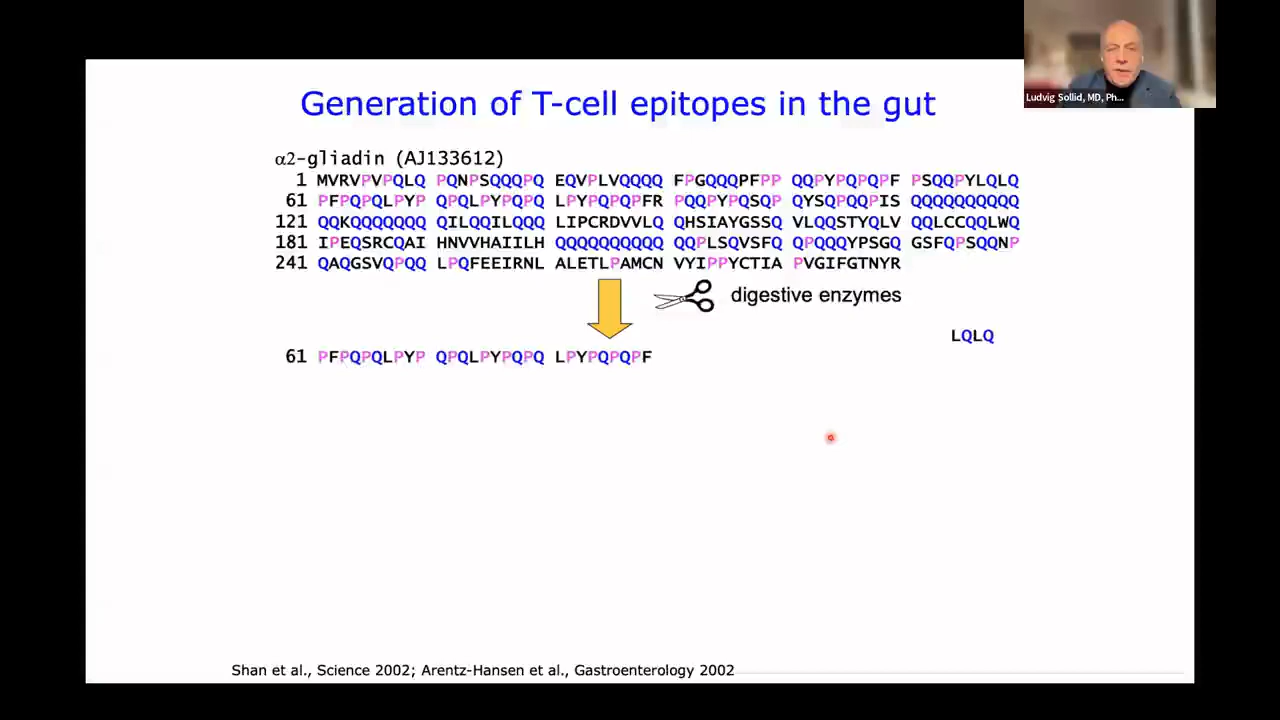 Ludvig Sollid, MD, Ph...
Generation of T-cell epitopes in the gut
α2-gliadin (AJ133612)
1 MVRVPVPQLQ PQNPSQQQPQ EQVPLVQQQQ FPGQQQPFPP QQPYPQPQPF PSQQPYLQLQ
61 PFPQPQLPYP QPQLPYPQPQ LPYPQPQPFR PQQPYPQSQP QYSQPQQPIS QQQQQQQQQQ
121 QQKQQQQQQQ QILQQILQQQ LIPCRDVVLQ QHSIAYGSSQ VLQQSTYQLV QQLCCQQLWQ
181 IPEQSRCQAI HNVVHAIILH QQQQQQQQQQ QQPLSQVSFQ QPQQQYPSGQ GSFQPSQQNP
241 QAQGSVQPQQ LPQFEEIRNL ALETLPAMCN VYIPPYCTIA PVGIFGTNYR
digestive enzymes
LQLQ
61 PFPQPQLPYP QPQLPYPQPQ LPYPQPQPF
Shan et al., Science 2002; Arentz-Hansen et al., Gastroenterology 2002